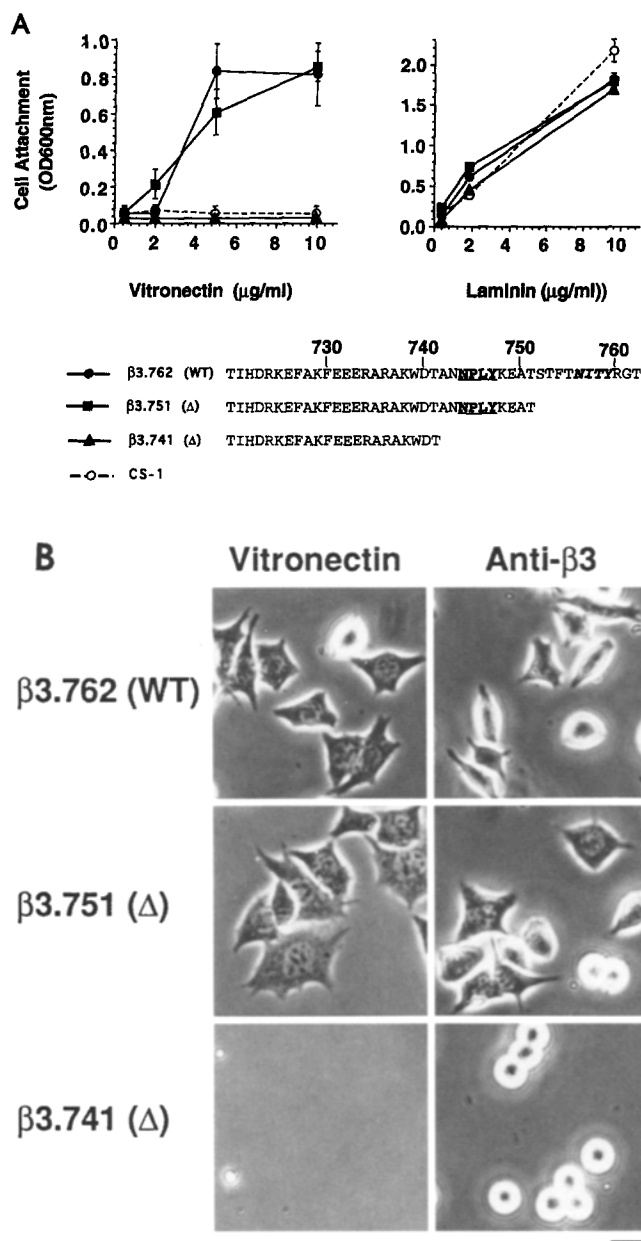 A
Cell Attachment
(OD600nm)
1.0
0.8
0.6
0.4
0.2
0.0
0 2 4 6 8 10
Vitronectin (μg/ml)
2.0
1.5
1.0
0.5
0.0
0 2 4 6 8 10
Laminin (μg/ml))
730 740 750 760
β3.762 (WT) TIHDRKEFAKFEEERARAKWDTANNPLYKEATSTFTNITYRGT
β3.751 (Δ) TIHDRKEFAKFEEERARAKWDTANNPLYKEAT
β3.741 (Δ) TIHDRKEFAKFEEERARAKWDT
CS-1
B
Vitronectin Anti-β3
β3.762 (WT)
β3.751 (Δ)
β3.741 (Δ)